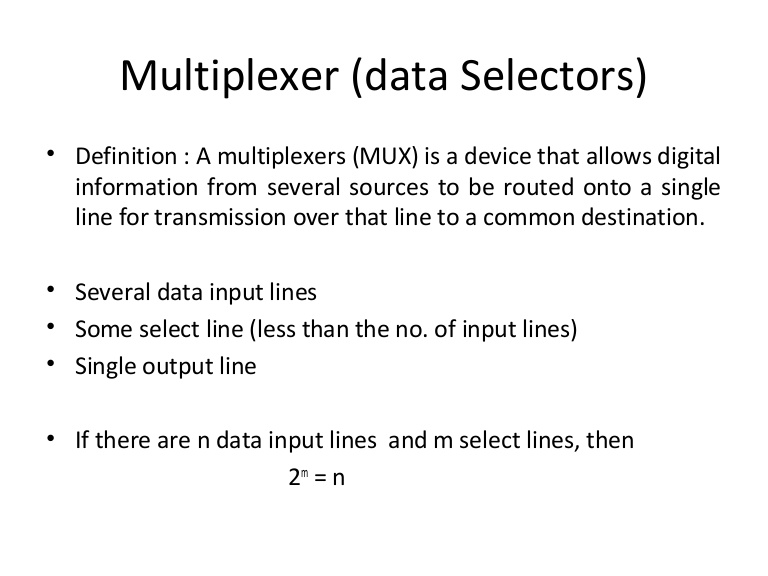 Multiplexer (data Selectors)
• Definition : A multiplexers (MUX) is a device that allows digital
information from several sources to be routed onto a single
line for transmission over that line to a common destination.
• Several data input lines
• Some select line (less than the no. of input lines)
• Single output line
• If there are n data input lines and m select lines, then
2ᵐ = n